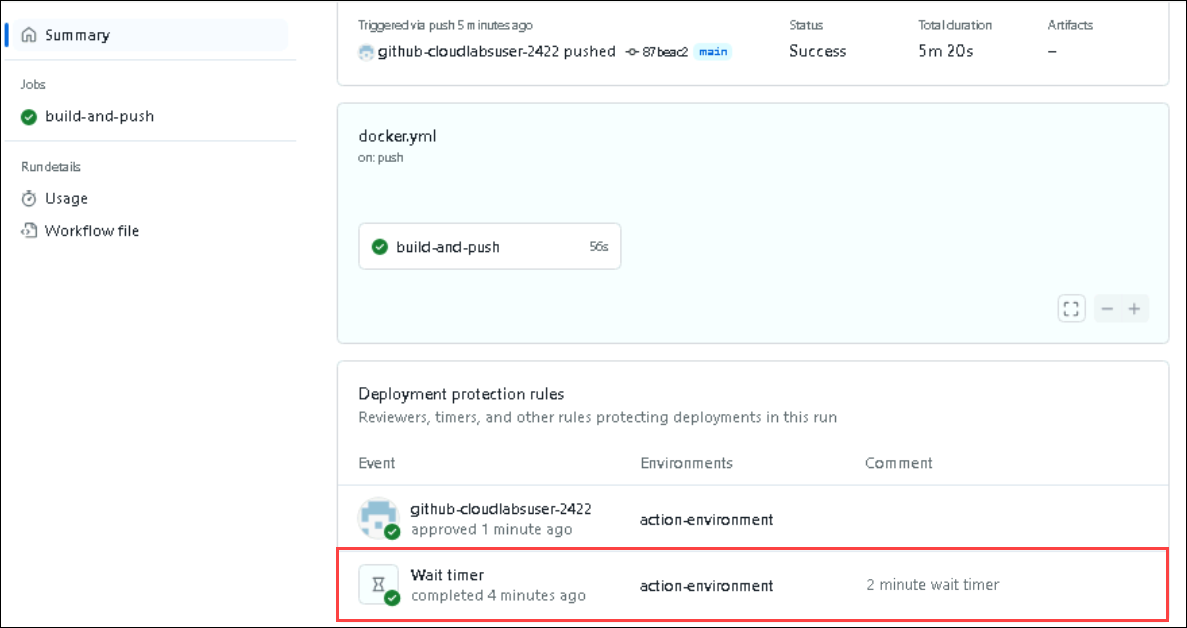 Summary
Jobs
build-and-push
Run details
Usage
Workflow file
Triggered via push 5 minutes ago
github-cloudlabsuser-2422 pushed 87beac2 main
Status
Success
Total duration
5m 20s
Artifacts
–
docker.yml
on: push
build-and-push 56s
Deployment protection rules
Reviewers, timers, and other rules protecting deployments in this run
Event Environments Comment
github-cloudlabsuser-2422
approved 1 minute ago
action-environment
Wait timer
completed 4 minutes ago
action-environment
2 minute wait timer